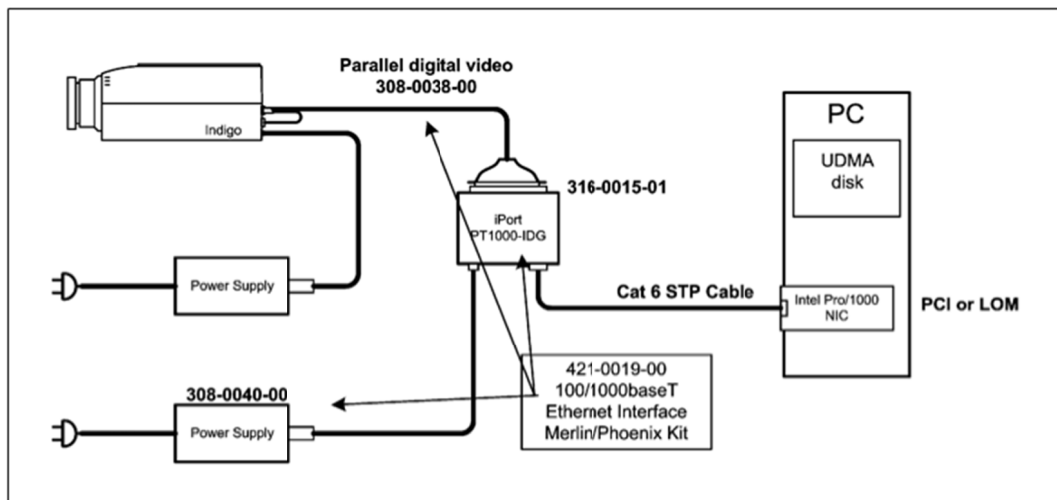 Parallel digital video
308-0038-00
Indigo
PC
UDMA
disk
316-0015-01
iPort
PT1000-IDG
Power Supply
Cat 6 STP Cable
Intel Pro/1000
NIC
PCI or LOM
421-0019-00
100/1000baseT
Ethernet Interface
Merlin/Phoenix Kit
308-0040-00
Power Supply